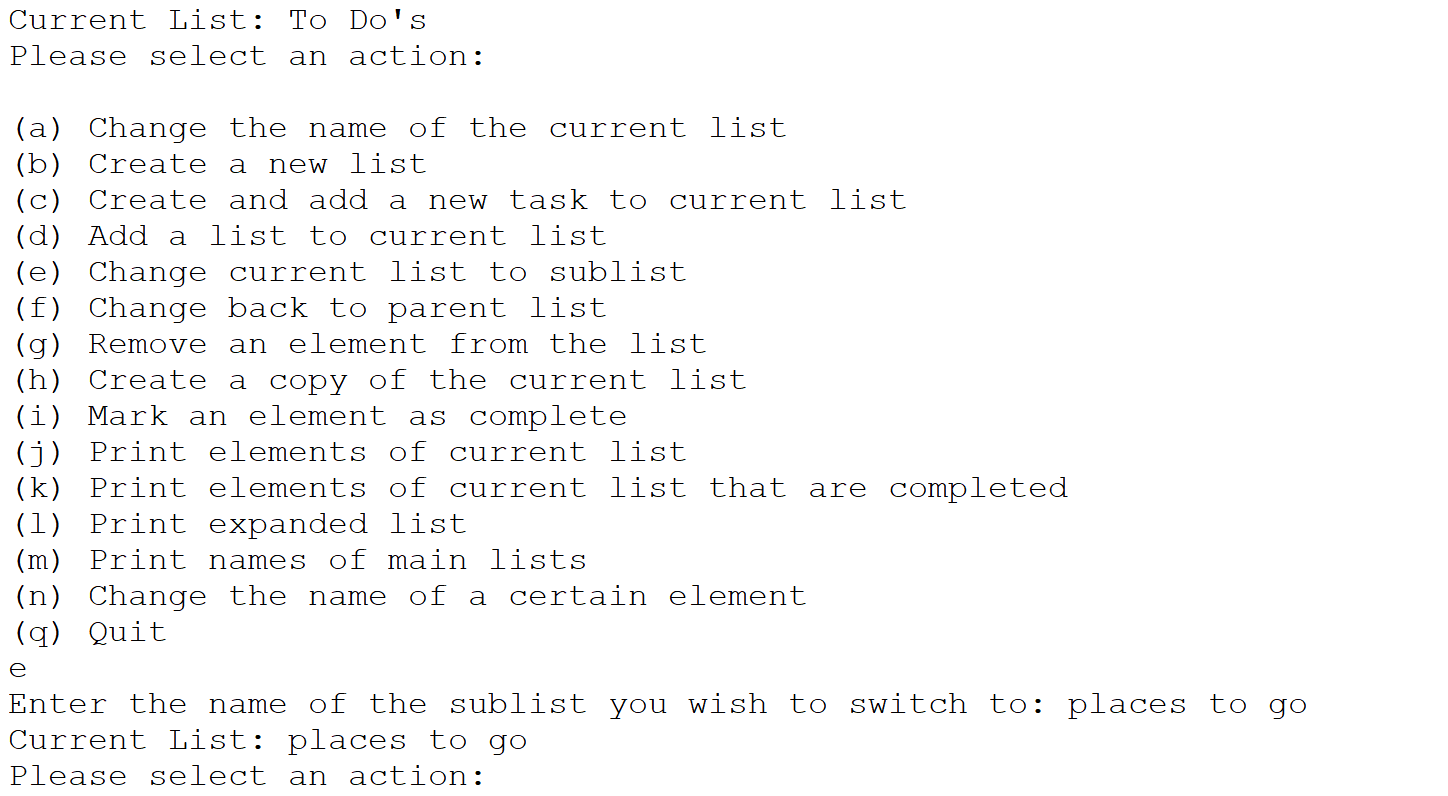 Current List: To Do's
Please select an action:
(a) Change the name of the current list
(b) Create a new list
(c) Create and add a new task to current list
(d) Add a list to current list
(e) Change current list to sublist
(f) Change back to parent list
(g) Remove an element from the list
(h) Create a copy of the current list
(i) Mark an element as complete
(j) Print elements of current list
(k) Print elements of current list that are completed
(l) Print expanded list
(m) Print names of main lists
(n) Change the name of a certain element
(q) Quit
e
Enter the name of the sublist you wish to switch to: places to go
Current List: places to go
Please select an action: